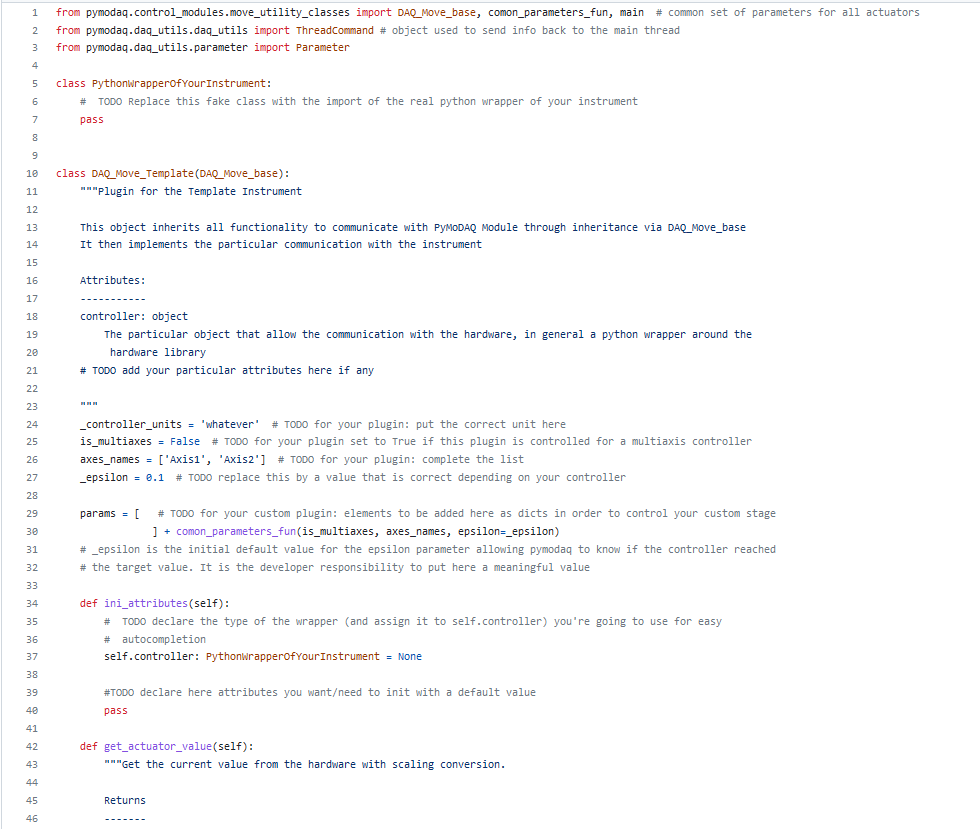 1 from pymodaq.control_modules.move_utility_classes import DAQ_Move_base, comon_parameters_fun, main  # common set of parameters for all actuators
2 from pymodaq.daq_utils.daq_utils import ThreadCommand # object used to send info back to the main thread
3 from pymodaq.daq_utils.parameter import Parameter
4
5 class PythonWrapperOfYourInstrument:
6     #  TODO Replace this fake class with the import of the real python wrapper of your instrument
7     pass
8
9
10 class DAQ_Move_Template(DAQ_Move_base):
11     """Plugin for the Template Instrument
12
13     This object inherits all functionality to communicate with PyMoDAQ Module through inheritance via DAQ_Move_base
14     It then implements the particular communication with the instrument
15
16     Attributes:
17     -----------
18     controller: object
19         The particular object that allow the communication with the hardware, in general a python wrapper around the
20          hardware library
21     # TODO add your particular attributes here if any
22
23     """
24     _controller_units = 'whatever'  # TODO for your plugin: put the correct unit here
25     is_multiaxes = False  # TODO for your plugin set to True if this plugin is controlled for a multiaxis controller
26     axes_names = ['Axis1', 'Axis2']  # TODO for your plugin: complete the list
27     _epsilon = 0.1  # TODO replace this by a value that is correct depending on your controller
28
29     params = [   # TODO for your custom plugin: elements to be added here as dicts in order to control your custom stage
30                 ] + comon_parameters_fun(is_multiaxes, axes_names, epsilon=_epsilon)
31     # _epsilon is the initial default value for the epsilon parameter allowing pymodaq to know if the controller reached
32     # the target value. It is the developer responsibility to put here a meaningful value
33
34     def ini_attributes(self):
35         #  TODO declare the type of the wrapper (and assign it to self.controller) you're going to use for easy
36         #  autocompletion
37         self.controller: PythonWrapperOfYourInstrument = None
38
39         #TODO declare here attributes you want/need to init with a default value
40         pass
41
42     def get_actuator_value(self):
43         """Get the current value from the hardware with scaling conversion.
44
45         Returns
46         -------